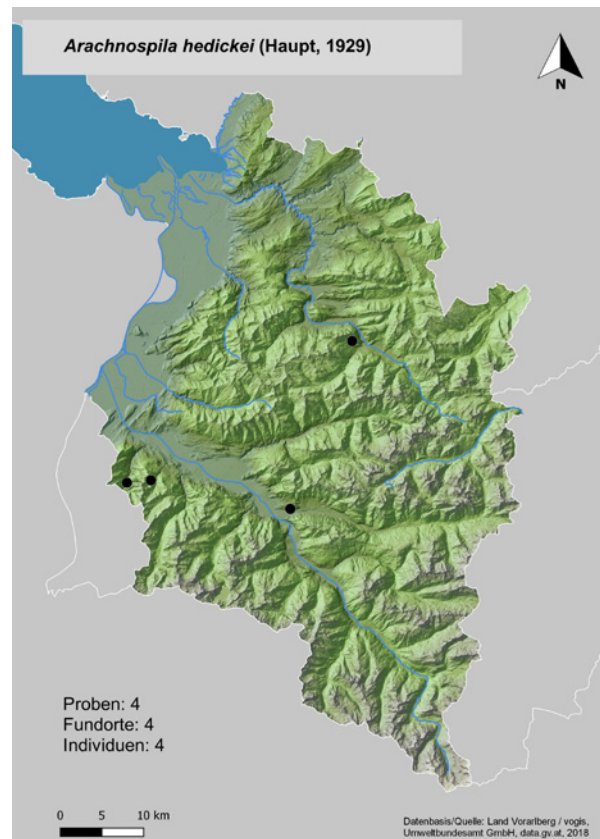 Arachnospila hedickei (Haupt, 1929)
N
Proben: 4
Fundorte: 4
Individuen: 4
0 5 10 km
Datenbasis/Quelle: Land Vorarlberg / vogis,
Umweltbundesamt GmbH, data.gv.at, 2018